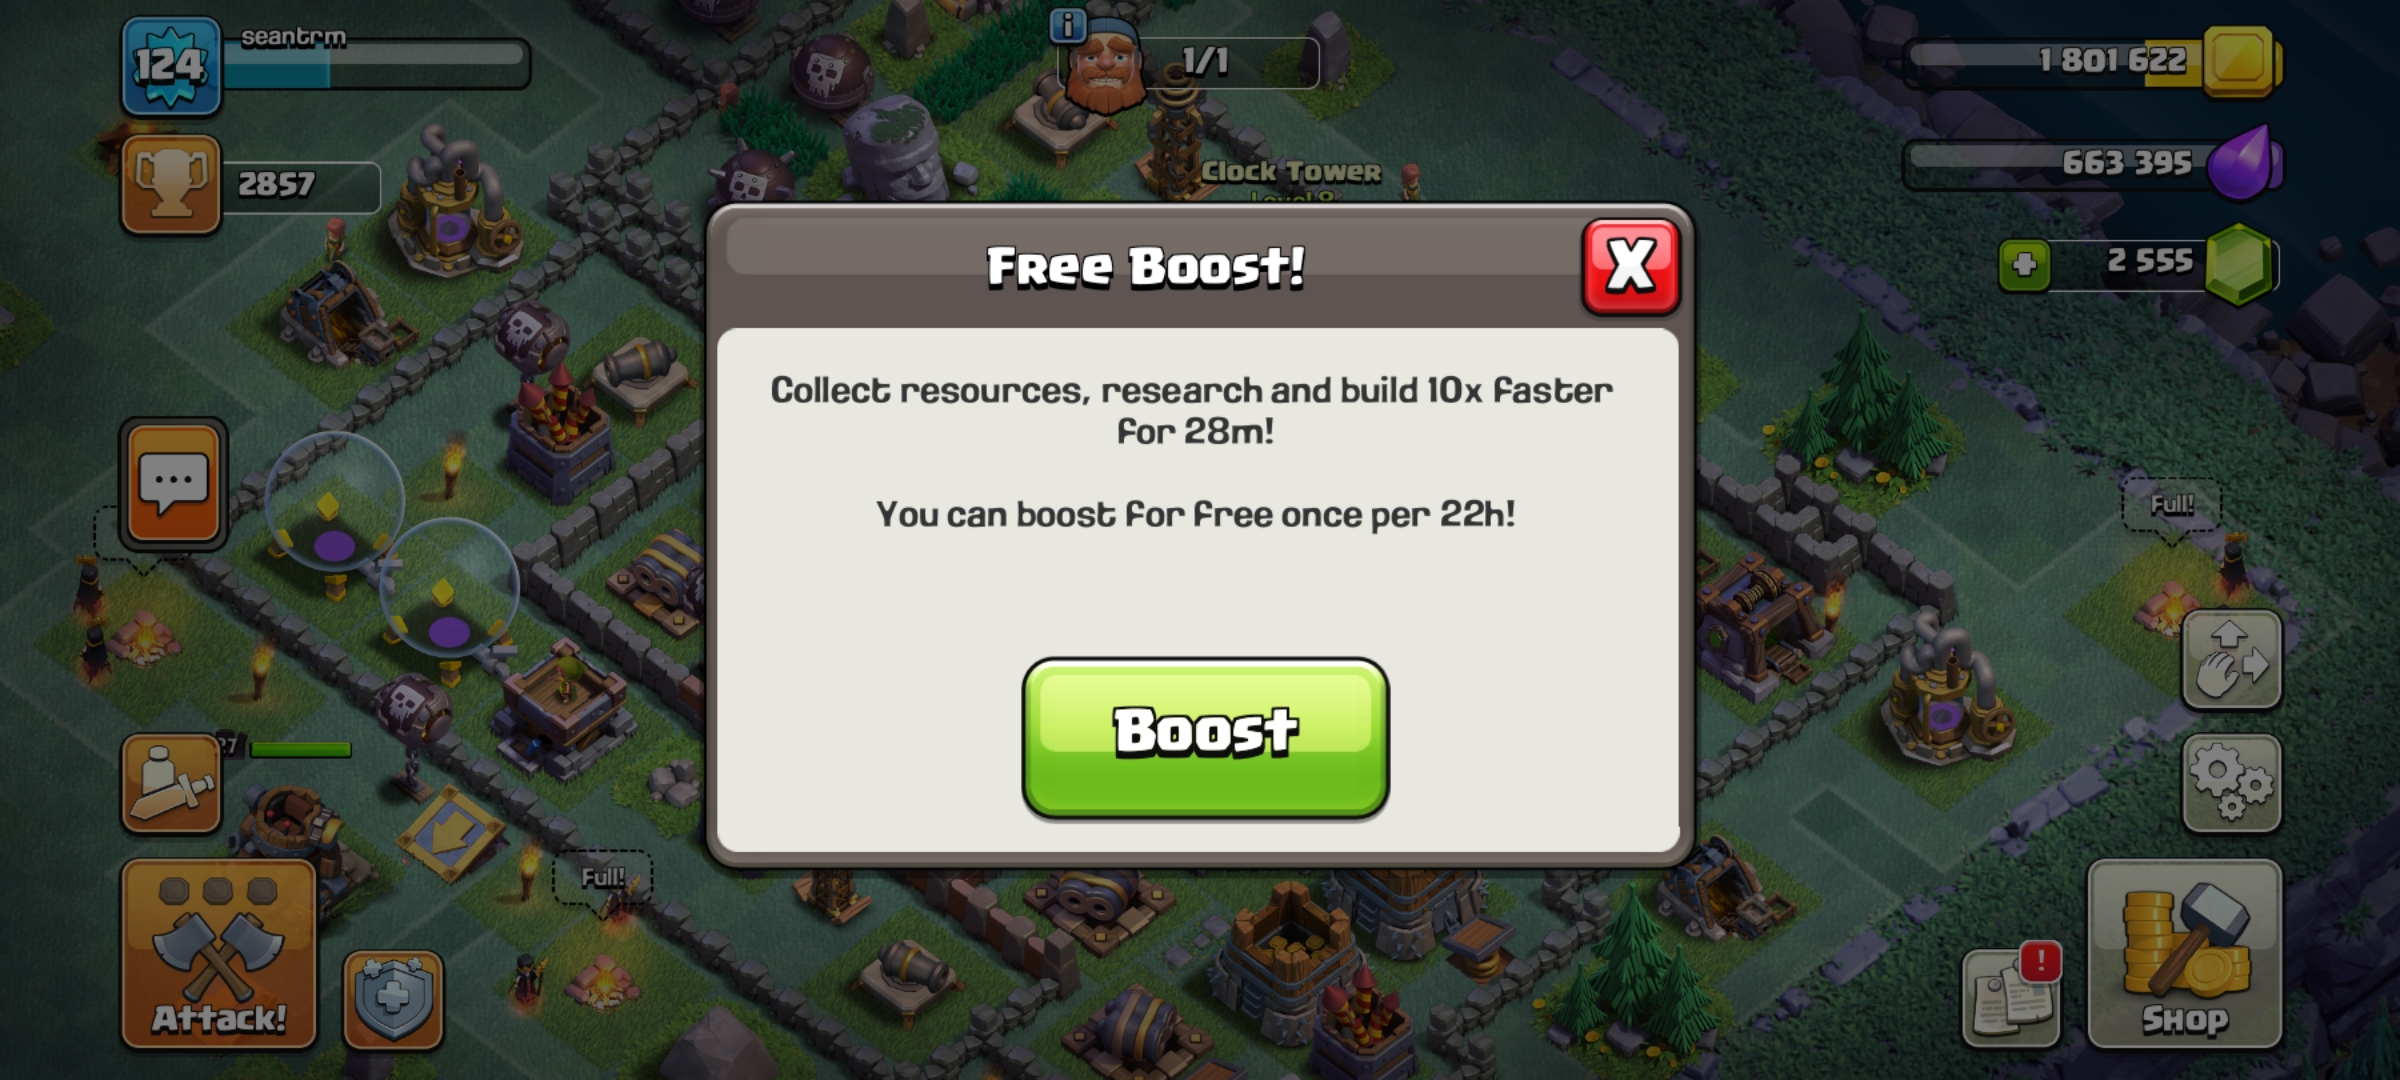 124
seantrm
1/1
1 801 622
2857
Clock Tower
663 395
Free Boost!
X
2 555
Collect resources, research and build 10x faster
for 28m!
You can boost for free once per 22h!
Full!
Boost
27
Full!
Attack!
!
Shop